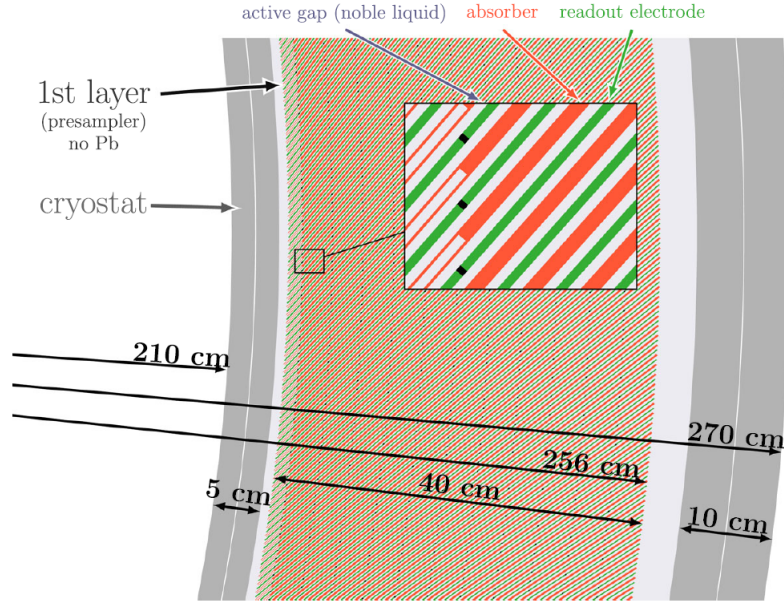 active gap (noble liquid) absorber readout electrode
1st layer
(presampler)
no Pb
cryostat
210 cm
270 cm
256 cm
40 cm
5 cm
10 cm